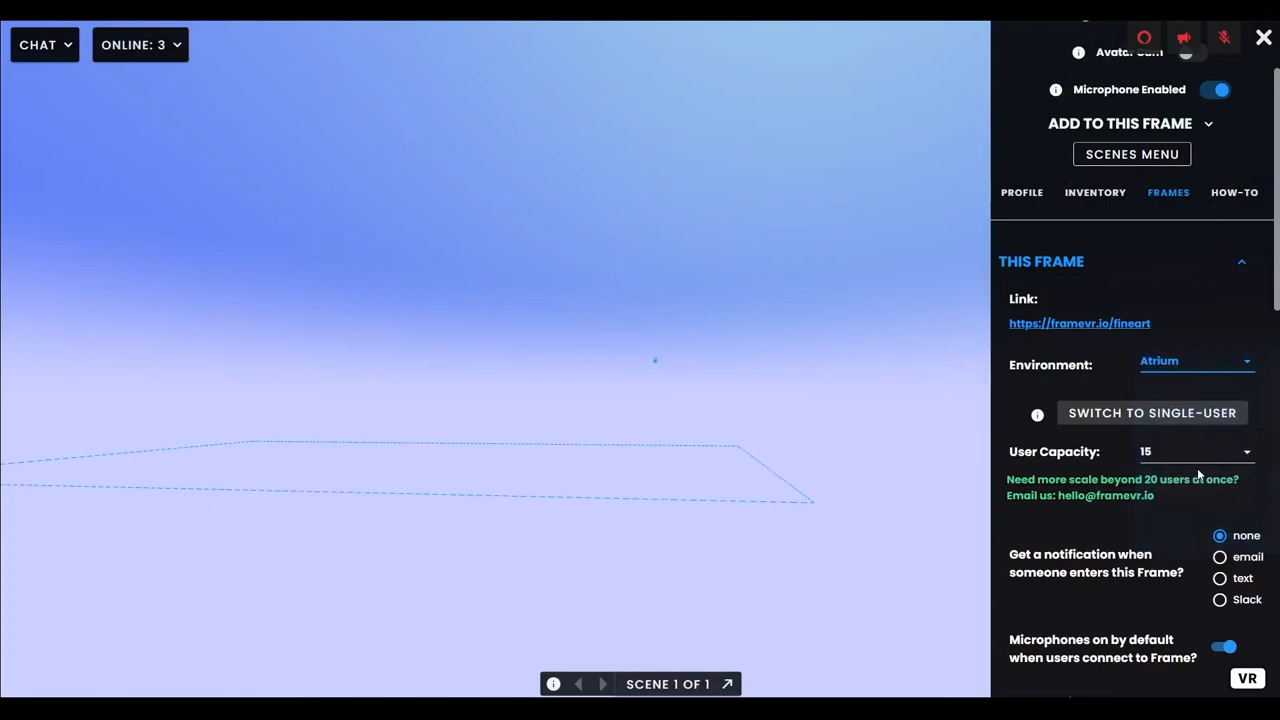 CHAT
ONLINE: 3
Avatar Cam
Microphone Enabled
ADD TO THIS FRAME
SCENES MENU
PROFILE INVENTORY FRAMES HOW-TO
THIS FRAME
Link:
https://framevr.io/fineart
Environment: Atrium
SWITCH TO SINGLE-USER
User Capacity: 15
Need more scale beyond 20 users at once?
Email us: hello@framevr.io
none
Get a notification when
email
someone enters this Frame?
text
Slack
Microphones on by default
when users connect to Frame?
VR
SCENE 1 OF 1